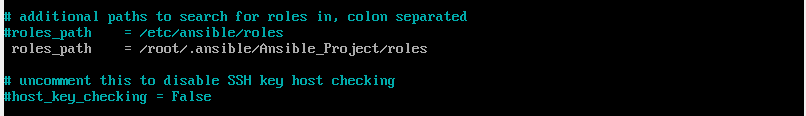 # additional paths to search for roles in, colon separated
#roles_path    = /etc/ansible/roles
 roles_path    = /root/.ansible/Ansible_Project/roles
# uncomment this to disable SSH key host checking
#host_key_checking = False